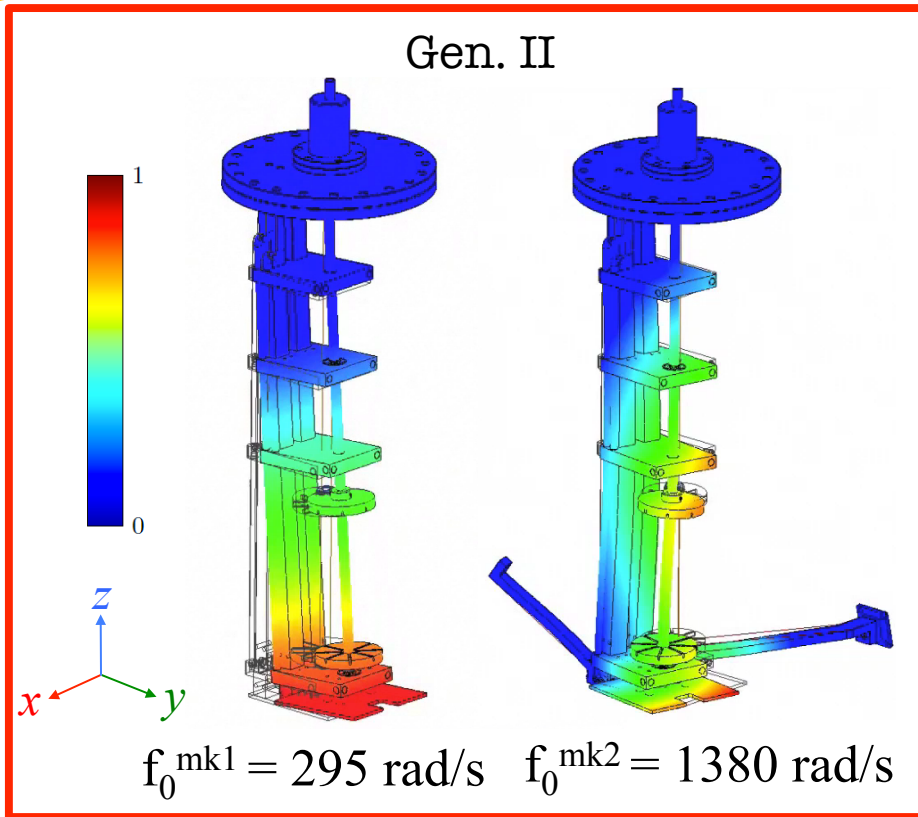 Gen. II
1
0
z
x
y
f₀ᵐᵏ¹ = 295 rad/s
f₀ᵐᵏ² = 1380 rad/s